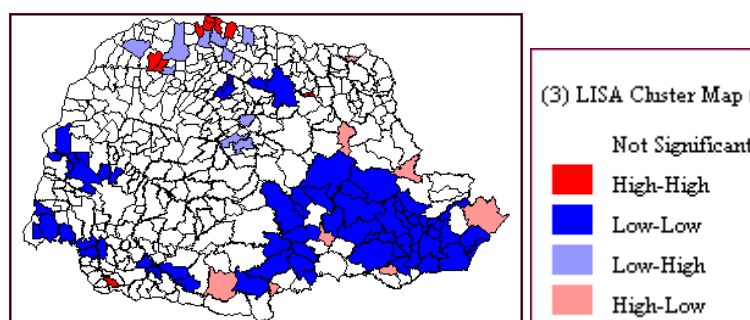 (3) LISA Cluster Map
Not Significant
High-High
Low-Low
Low-High
High-Low